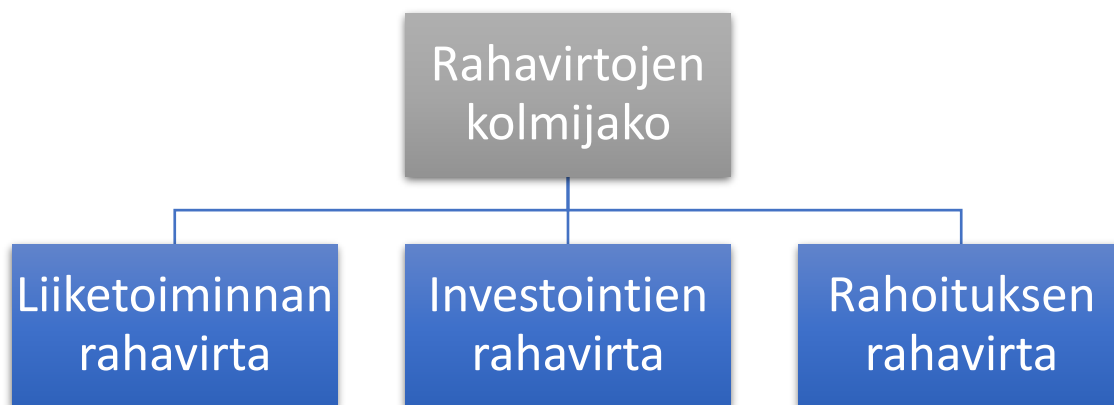 Rahavirtojen
kolmijako
Liiketoiminnan
rahavirta
Investointien
rahavirta
Rahoituksen
rahavirta